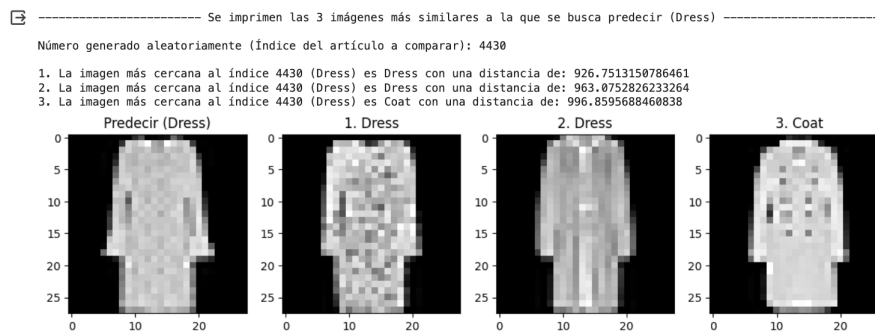 ------------------------ Se imprimen las 3 imágenes más similares a la que se busca predecir (Dress) -----------------------
Número generado aleatoriamente (Índice del artículo a comparar): 4430
1. La imagen más cercana al índice 4430 (Dress) es Dress con una distancia de: 926.7513150786461
2. La imagen más cercana al índice 4430 (Dress) es Dress con una distancia de: 963.0752826233264
3. La imagen más cercana al índice 4430 (Dress) es Coat con una distancia de: 996.8595688460838
Predecir (Dress) 1. Dress 2. Dress 3. Coat
0 0 0 0
5 5 5 5
10 10 10 10
15 15 15 15
20 20 20 20
25 25 25 25
0 10 20 0 10 20 0 10 20 0 10 20